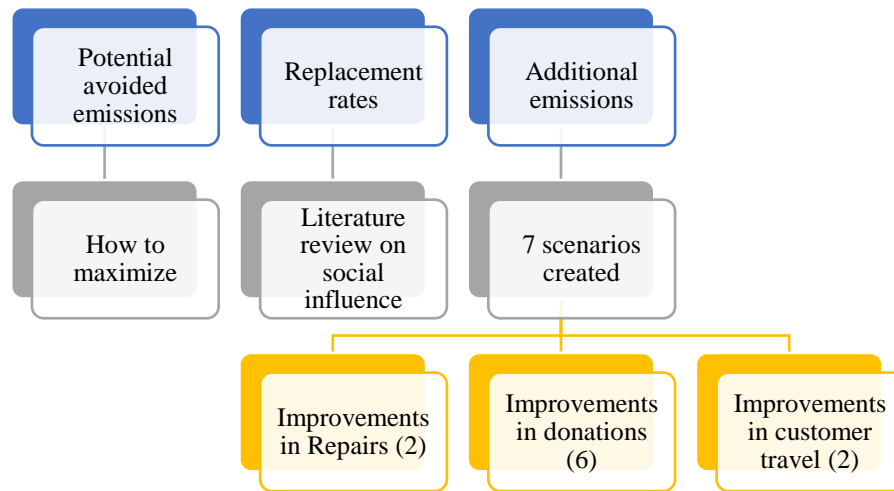 Potential
avoided
emissions
Replacement
rates
Additional
emissions
How to
maximize
Literature
review on
social
influence
7 scenarios
created
Improvements
in Repairs (2)
Improvements
in donations
(6)
Improvements
in customer
travel (2)